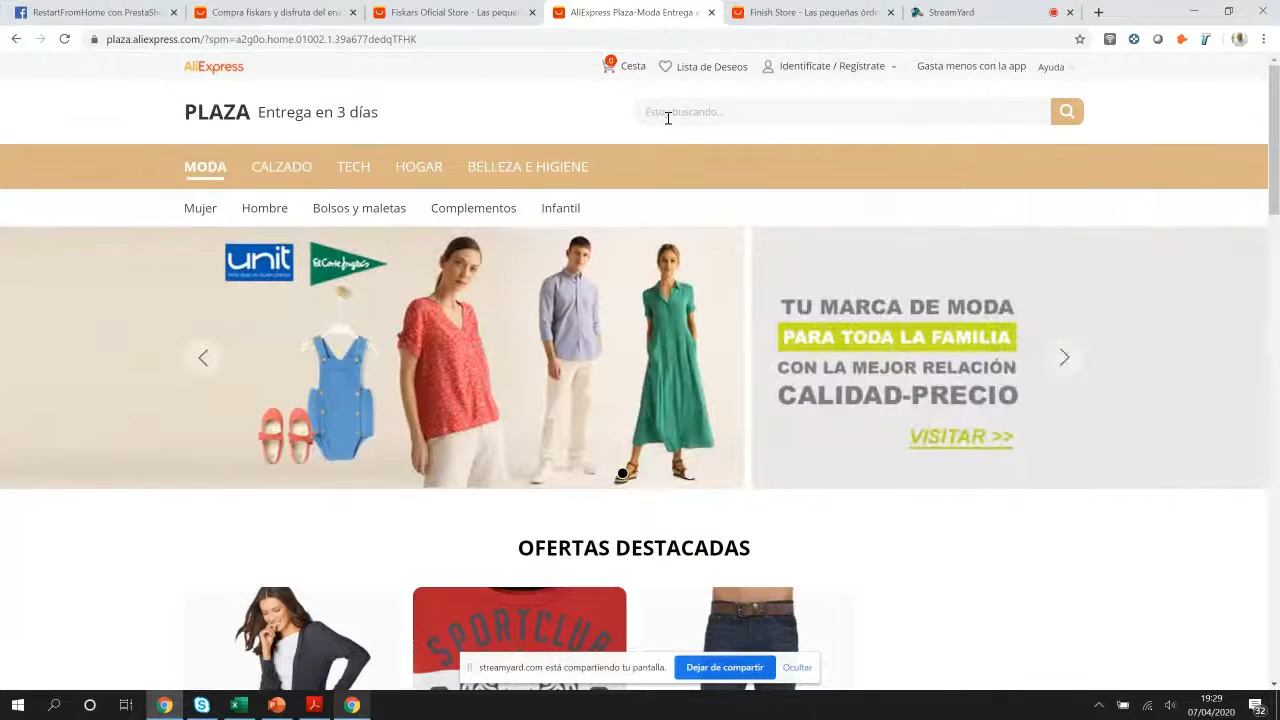 RestartFromHome con PrestaSh
Compra fiskars y disfruta del env
Fiskars Official Store - Las peque
AliExpress Plaza-Moda Entrega e
Finish Store - Las pequeñas órde
StreamYard
plaza.aliexpress.com/?spm=a2g0o.home.01002.1.39a677dedqTFHK
AliExpress
0
Cesta
Lista de Deseos
Identifícate / Regístrate
Gasta menos con la app
Ayuda
PLAZA Entrega en 3 días
Estoy buscando...
MODA
CALZADO
TECH
HOGAR
BELLEZA E HIGIENE
Mujer
Hombre
Bolsos y maletas
Complementos
Infantil
unit
El Corte Inglés
TU MARCA DE MODA
PARA TODA LA FAMILIA
CON LA MEJOR RELACIÓN
CALIDAD-PRECIO
VISITAR >>
OFERTAS DESTACADAS
SPORTCLUB
streamyard.com está compartiendo tu pantalla.
Dejar de compartir
Ocultar
19:29
07/04/2020
32